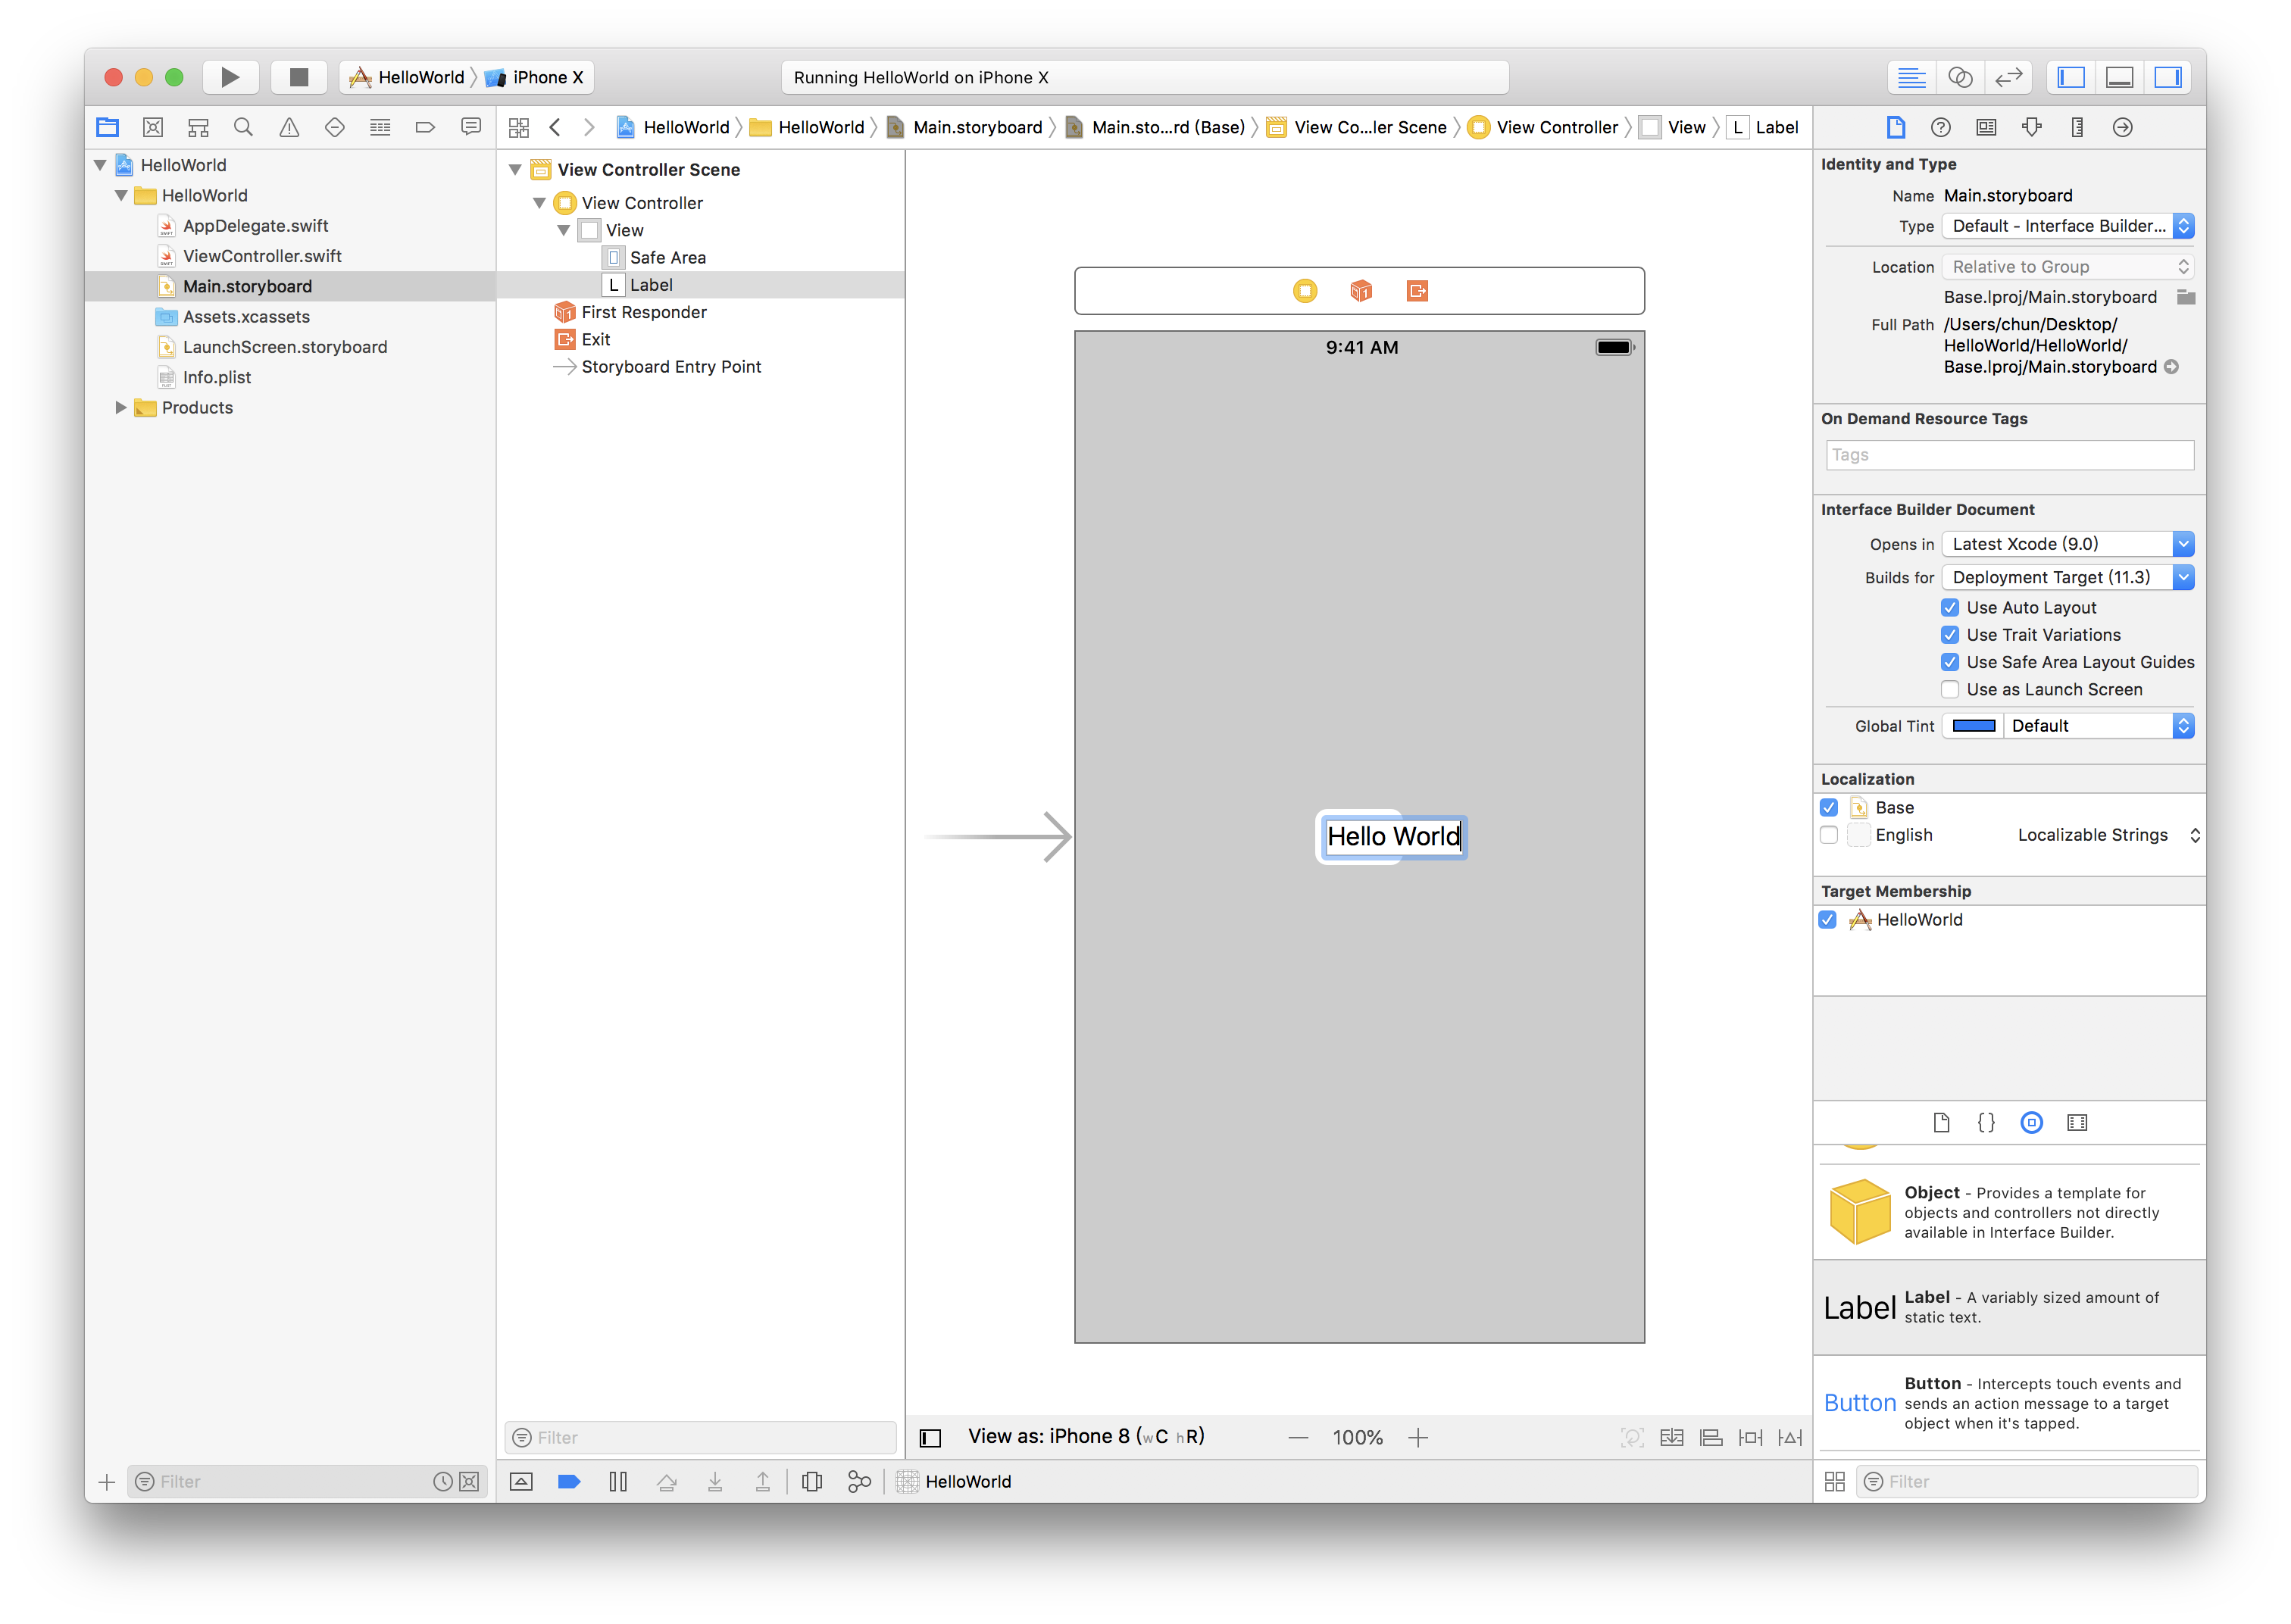 HelloWorld iPhone X
Running HelloWorld on iPhone X
HelloWorld HelloWorld Main.storyboard Main.sto...rd (Base) View Co...ler Scene View Controller View L Label
HelloWorld
HelloWorld
AppDelegate.swift
ViewController.swift
Main.storyboard
Assets.xcassets
LaunchScreen.storyboard
Info.plist
Products
Filter
View Controller Scene
View Controller
View
Safe Area
L Label
First Responder
Exit
Storyboard Entry Point
Filter
9:41 AM
Hello World
View as: iPhone 8 (wC hR)
100%
HelloWorld
Identity and Type
Name Main.storyboard
Type Default - Interface Builder...
Location Relative to Group
Base.lproj/Main.storyboard
Full Path /Users/chun/Desktop/
HelloWorld/HelloWorld/
Base.lproj/Main.storyboard
On Demand Resource Tags
Tags
Interface Builder Document
Opens in Latest Xcode (9.0)
Builds for Deployment Target (11.3)
Use Auto Layout
Use Trait Variations
Use Safe Area Layout Guides
Use as Launch Screen
Global Tint Default
Localization
Base
English Localizable Strings
Target Membership
HelloWorld
{}
Object - Provides a template for
objects and controllers not directly
available in Interface Builder.
Label
Label - A variably sized amount of
static text.
Button
Button - Intercepts touch events and
sends an action message to a target
object when it's tapped.
Filter